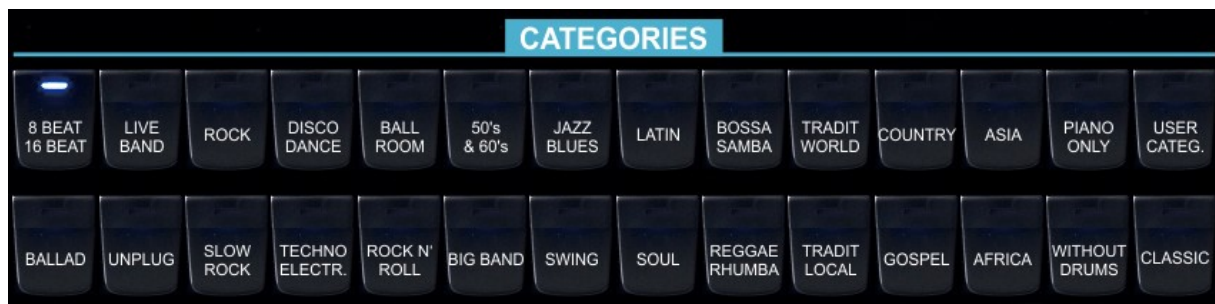 CATEGORIES
8 BEAT
16 BEAT
LIVE
BAND
ROCK
DISCO
DANCE
BALL
ROOM
50's
& 60's
JAZZ
BLUES
LATIN
BOSSA
SAMBA
TRADIT
WORLD
COUNTRY
ASIA
PIANO
ONLY
USER
CATEG.
BALLAD
UNPLUG
SLOW
ROCK
TECHNO
ELECTR.
ROCK N'
ROLL
BIG BAND
SWING
SOUL
REGGAE
RHUMBA
TRADIT
LOCAL
GOSPEL
AFRICA
WITHOUT
DRUMS
CLASSIC